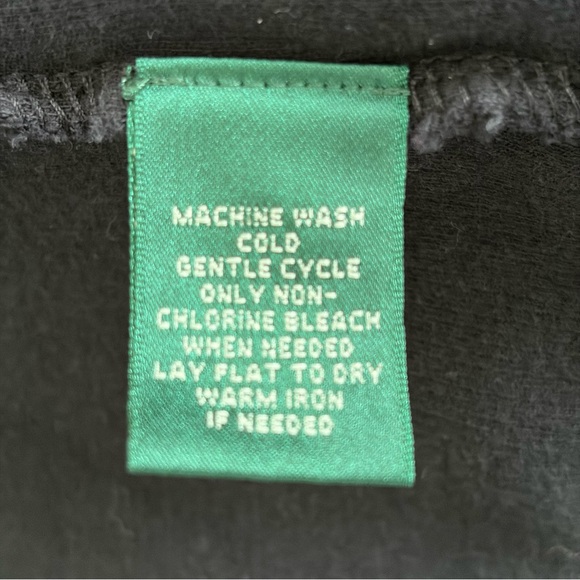 MACHINE WASH
COLD
GENTLE CYCLE
ONLY NON-
CHLORINE BLEACH
WHEN NEEDED
LAY FLAT TO DRY
WARM IRON
IF NEEDED